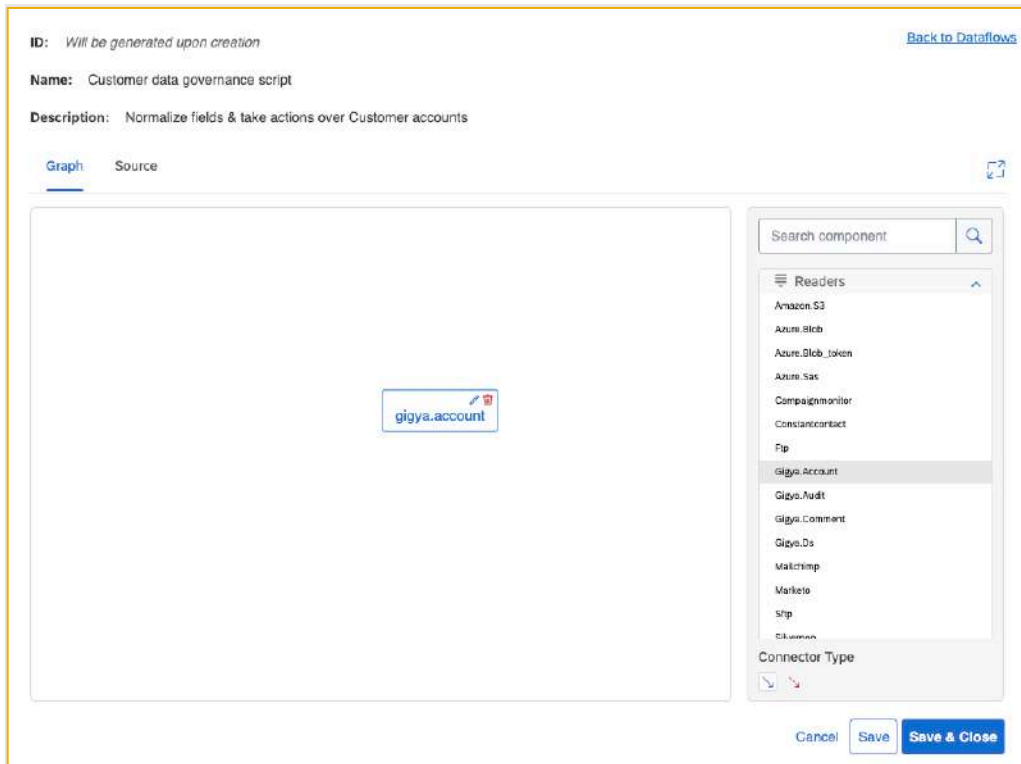 ID: Will be generated upon creation
Back to Dataflows
Name: Customer data governance script
Description: Normalize fields & take actions over Customer accounts
Graph Source
Search component
Readers
Amazon.S3
Azure.Blob
Azure.Blob_token
Azure.Sas
Campaignmonitor
Constantcontact
Ftp
gigya.account
Gigya.Account
Gigya.Audit
Gigya.Comment
Gigya.Ds
Mailchimp
Marketo
Sftp
Connector Type
Cancel Save Save & Close